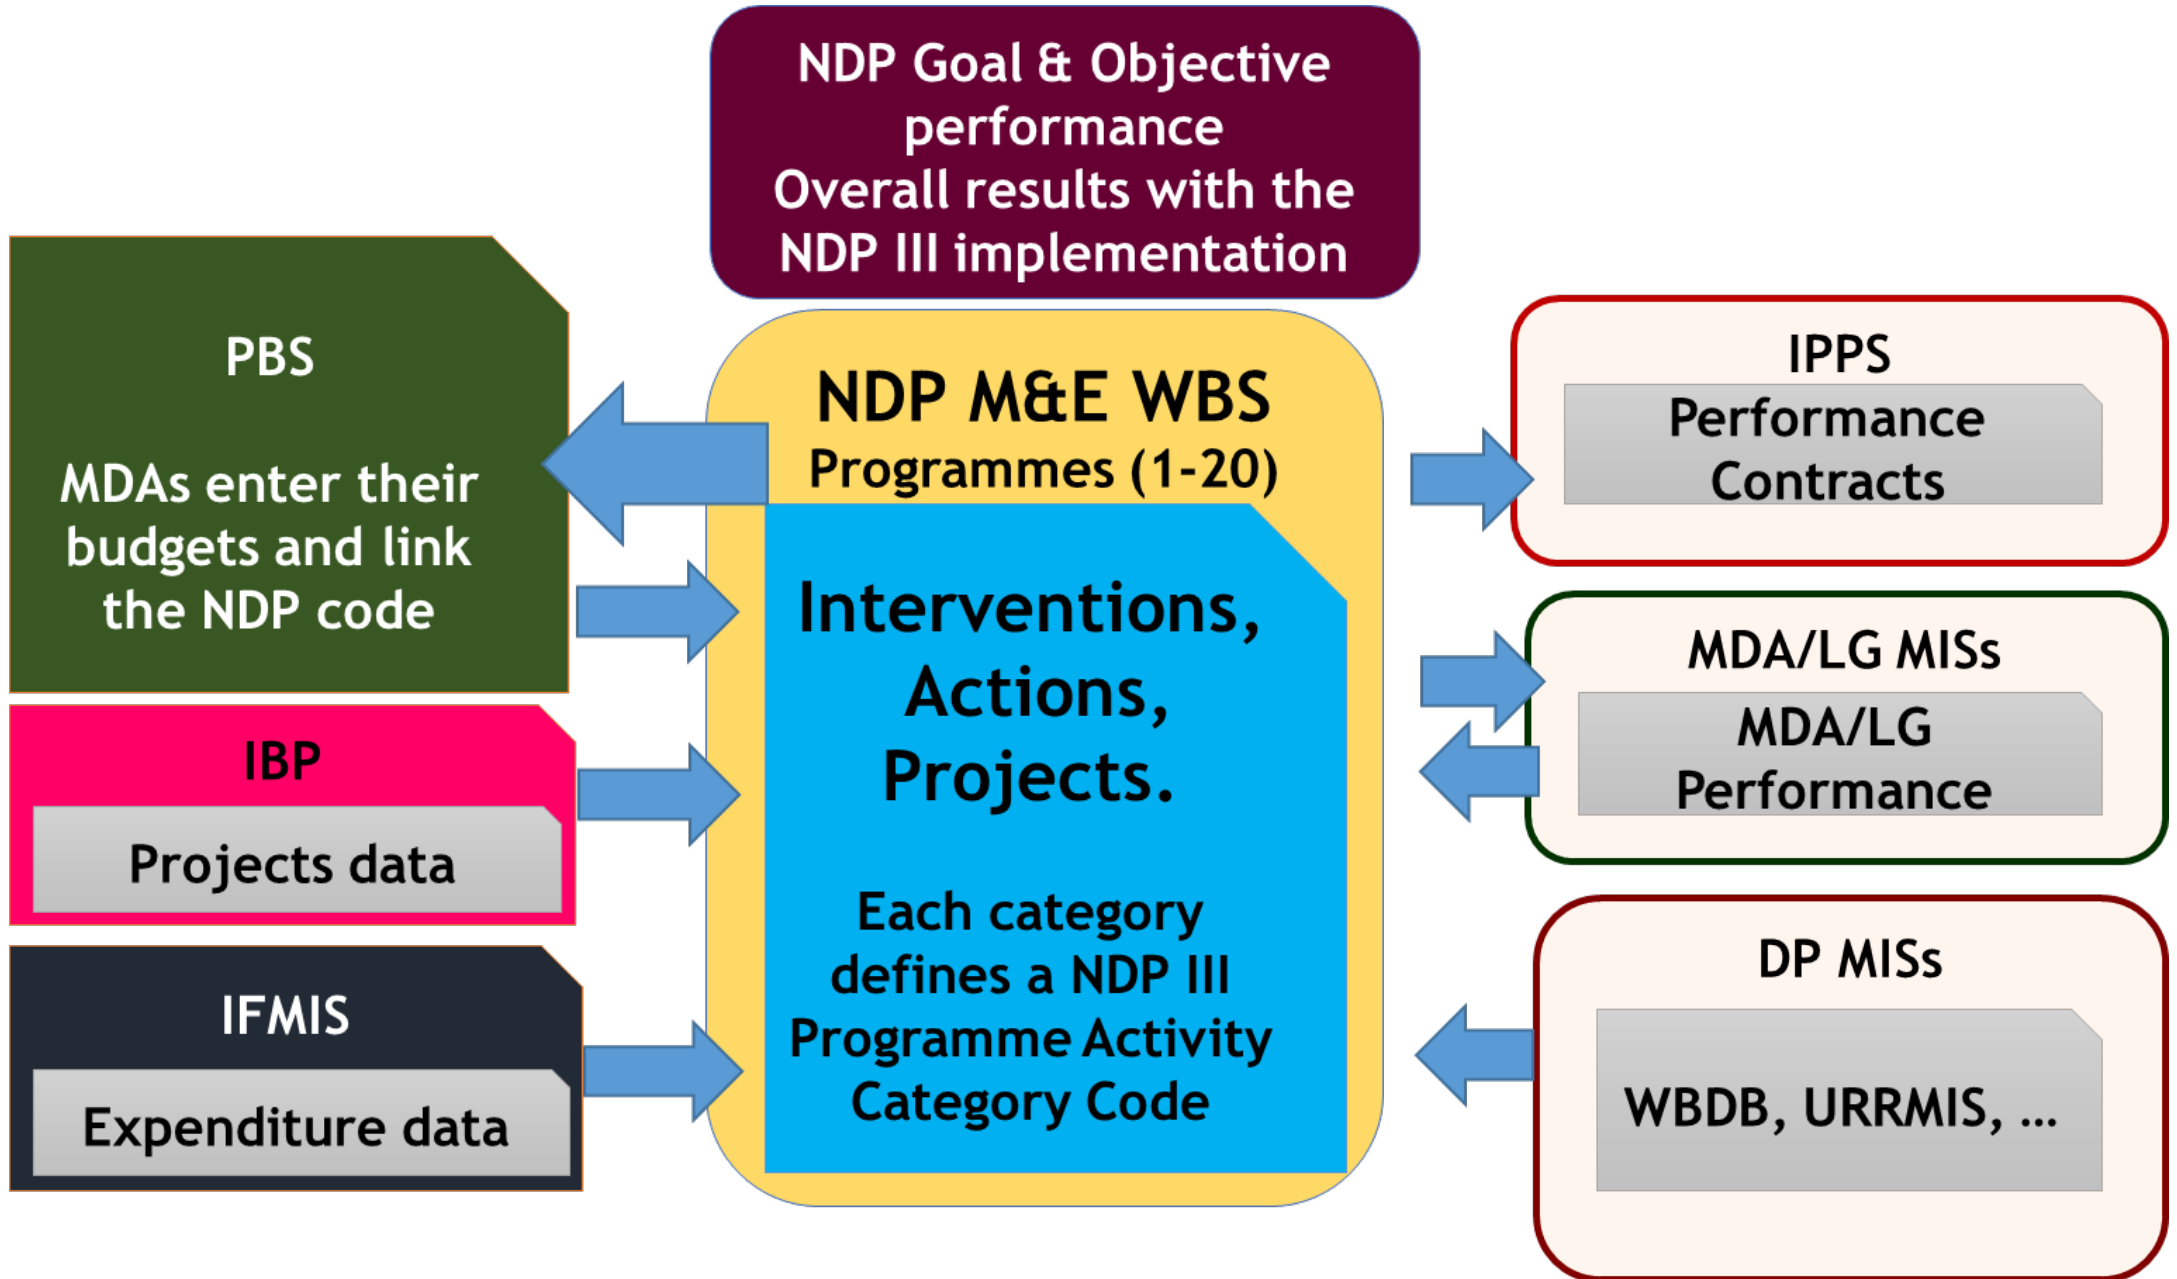 NDP Goal & Objective
performance
Overall results with the
NDP III implementation
PBS
MDAs enter their
budgets and link
the NDP code
IBP
Projects data
IFMIS
Expenditure data
NDP M&E WBS
Programmes (1-20)
Interventions,
Actions,
Projects.
Each category
defines a NDP III
Programme Activity
Category Code
IPPS
Performance
Contracts
MDA/LG MISs
MDA/LG
Performance
DP MISs
WBDB, URRMIS, ...